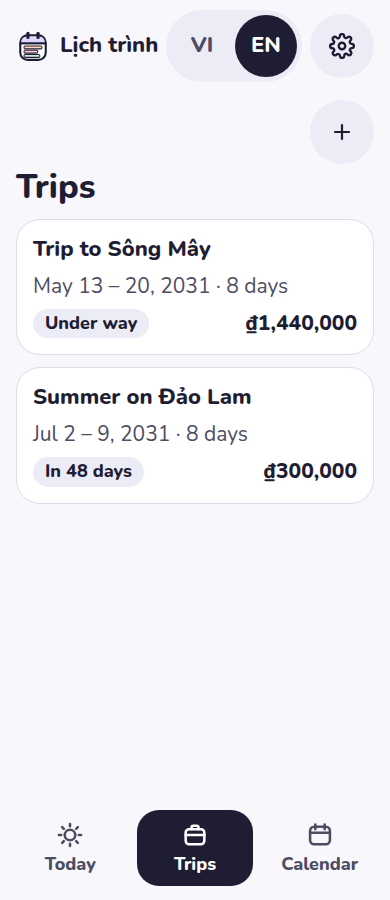 Lịch trình
VI
EN
Trips
Trip to Sông Mây
May 13 – 20, 2031 · 8 days
Under way
₫1,440,000
Summer on Đảo Lam
Jul 2 – 9, 2031 · 8 days
In 48 days
₫300,000
Today
Trips
Calendar